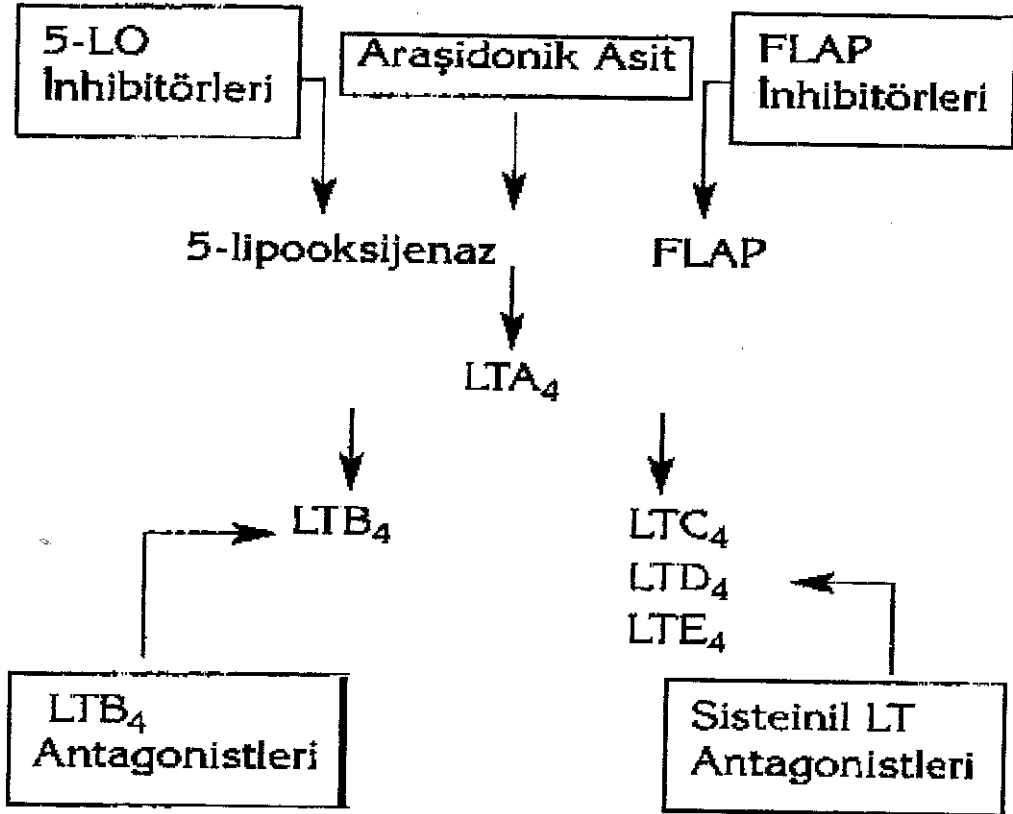 5-LO
İnhibitörleri
Araşidonik Asit
FLAP
İnhibitörleri
5-lipooksijenaz
FLAP
LTA₄
LTB₄
LTC₄
LTD₄
LTE₄
LTB₄
Antagonistleri
Sisteinil LT
Antagonistleri